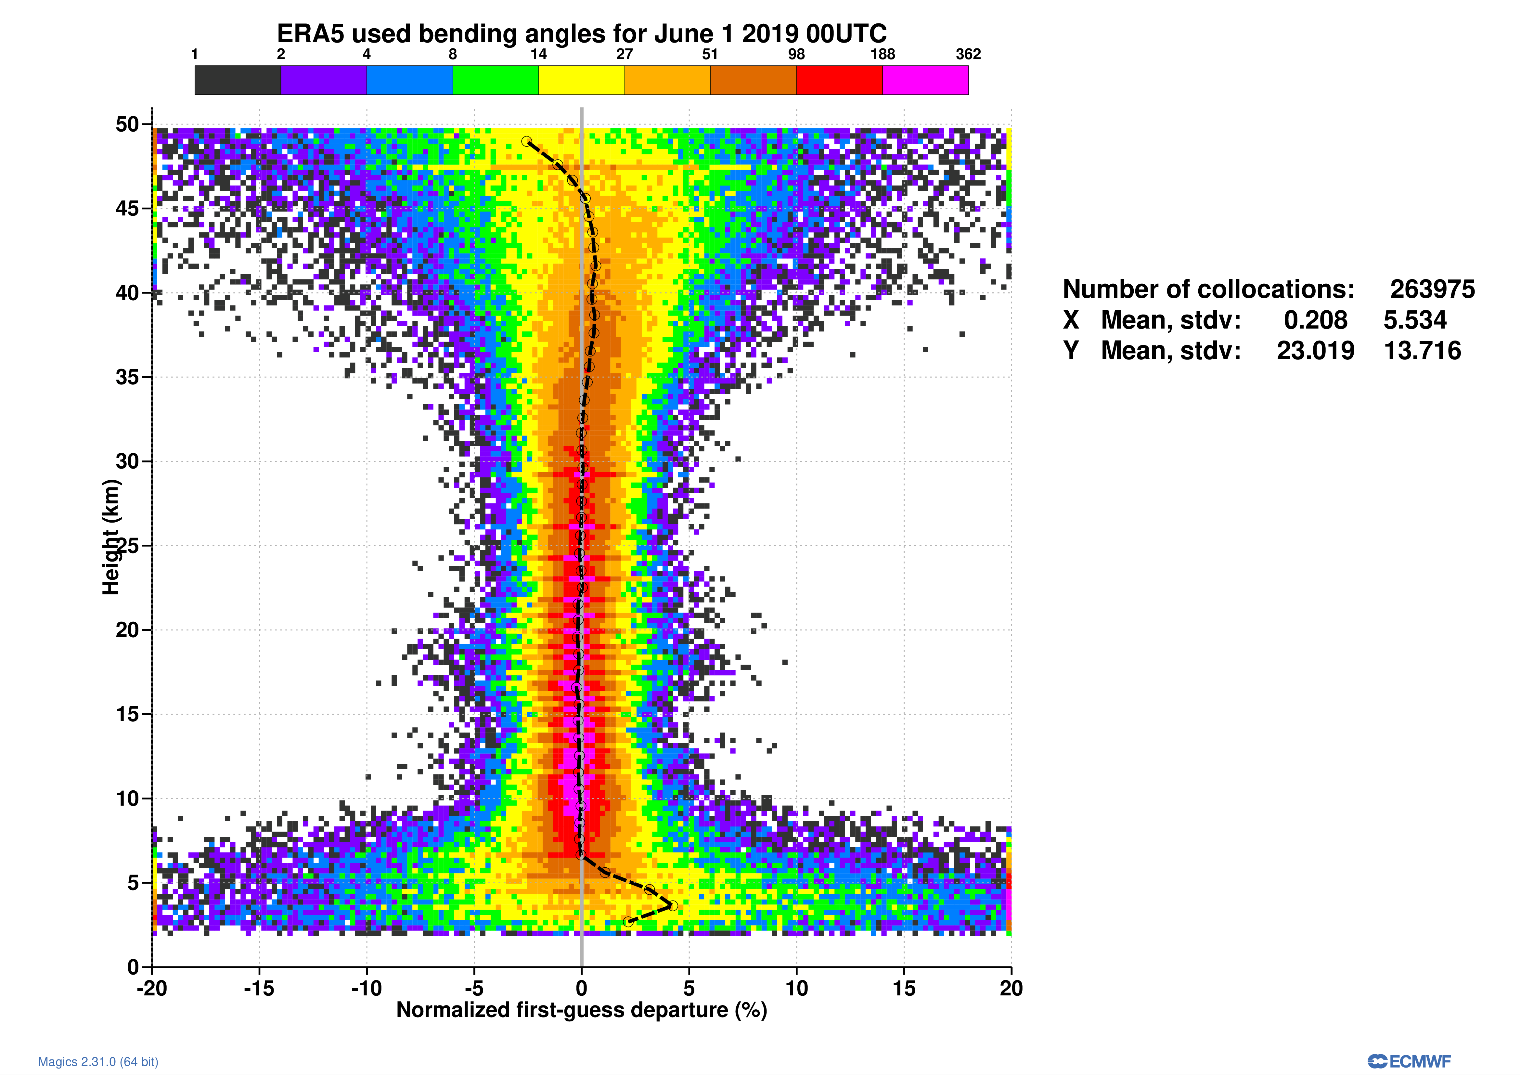 ERA5 used bending angles for June 1 2019 00UTC
1 2 4 8 14 27 51 98 188 362
50
45
40
35
30
25
20
15
10
5
0
Height (km)
Number of collocations: 263975
X Mean, stdv: 0.208 5.534
Y Mean, stdv: 23.019 13.716
-20 -15 -10 -5 0 5 10 15 20
Normalized first-guess departure (%)
Magics 2.31.0 (64 bit)
ECMWF